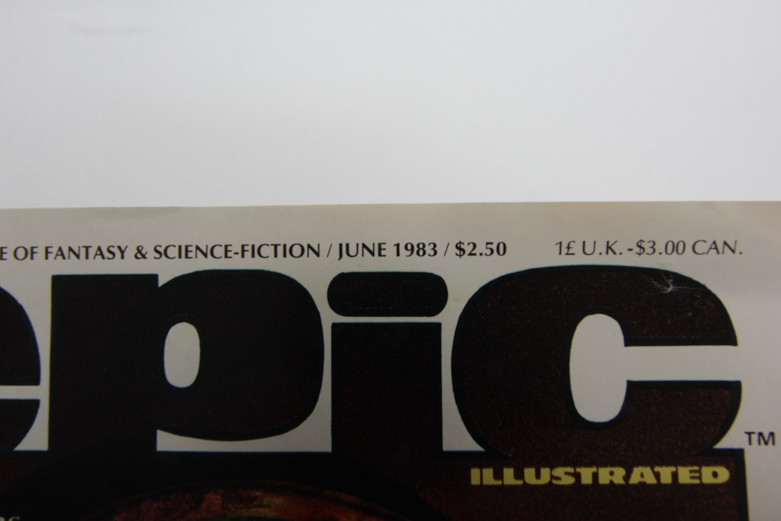 E OF FANTASY & SCIENCE-FICTION / JUNE 1983 / $2.50 1£ U.K.-$3.00 CAN.
epic ™
ILLUSTRATED